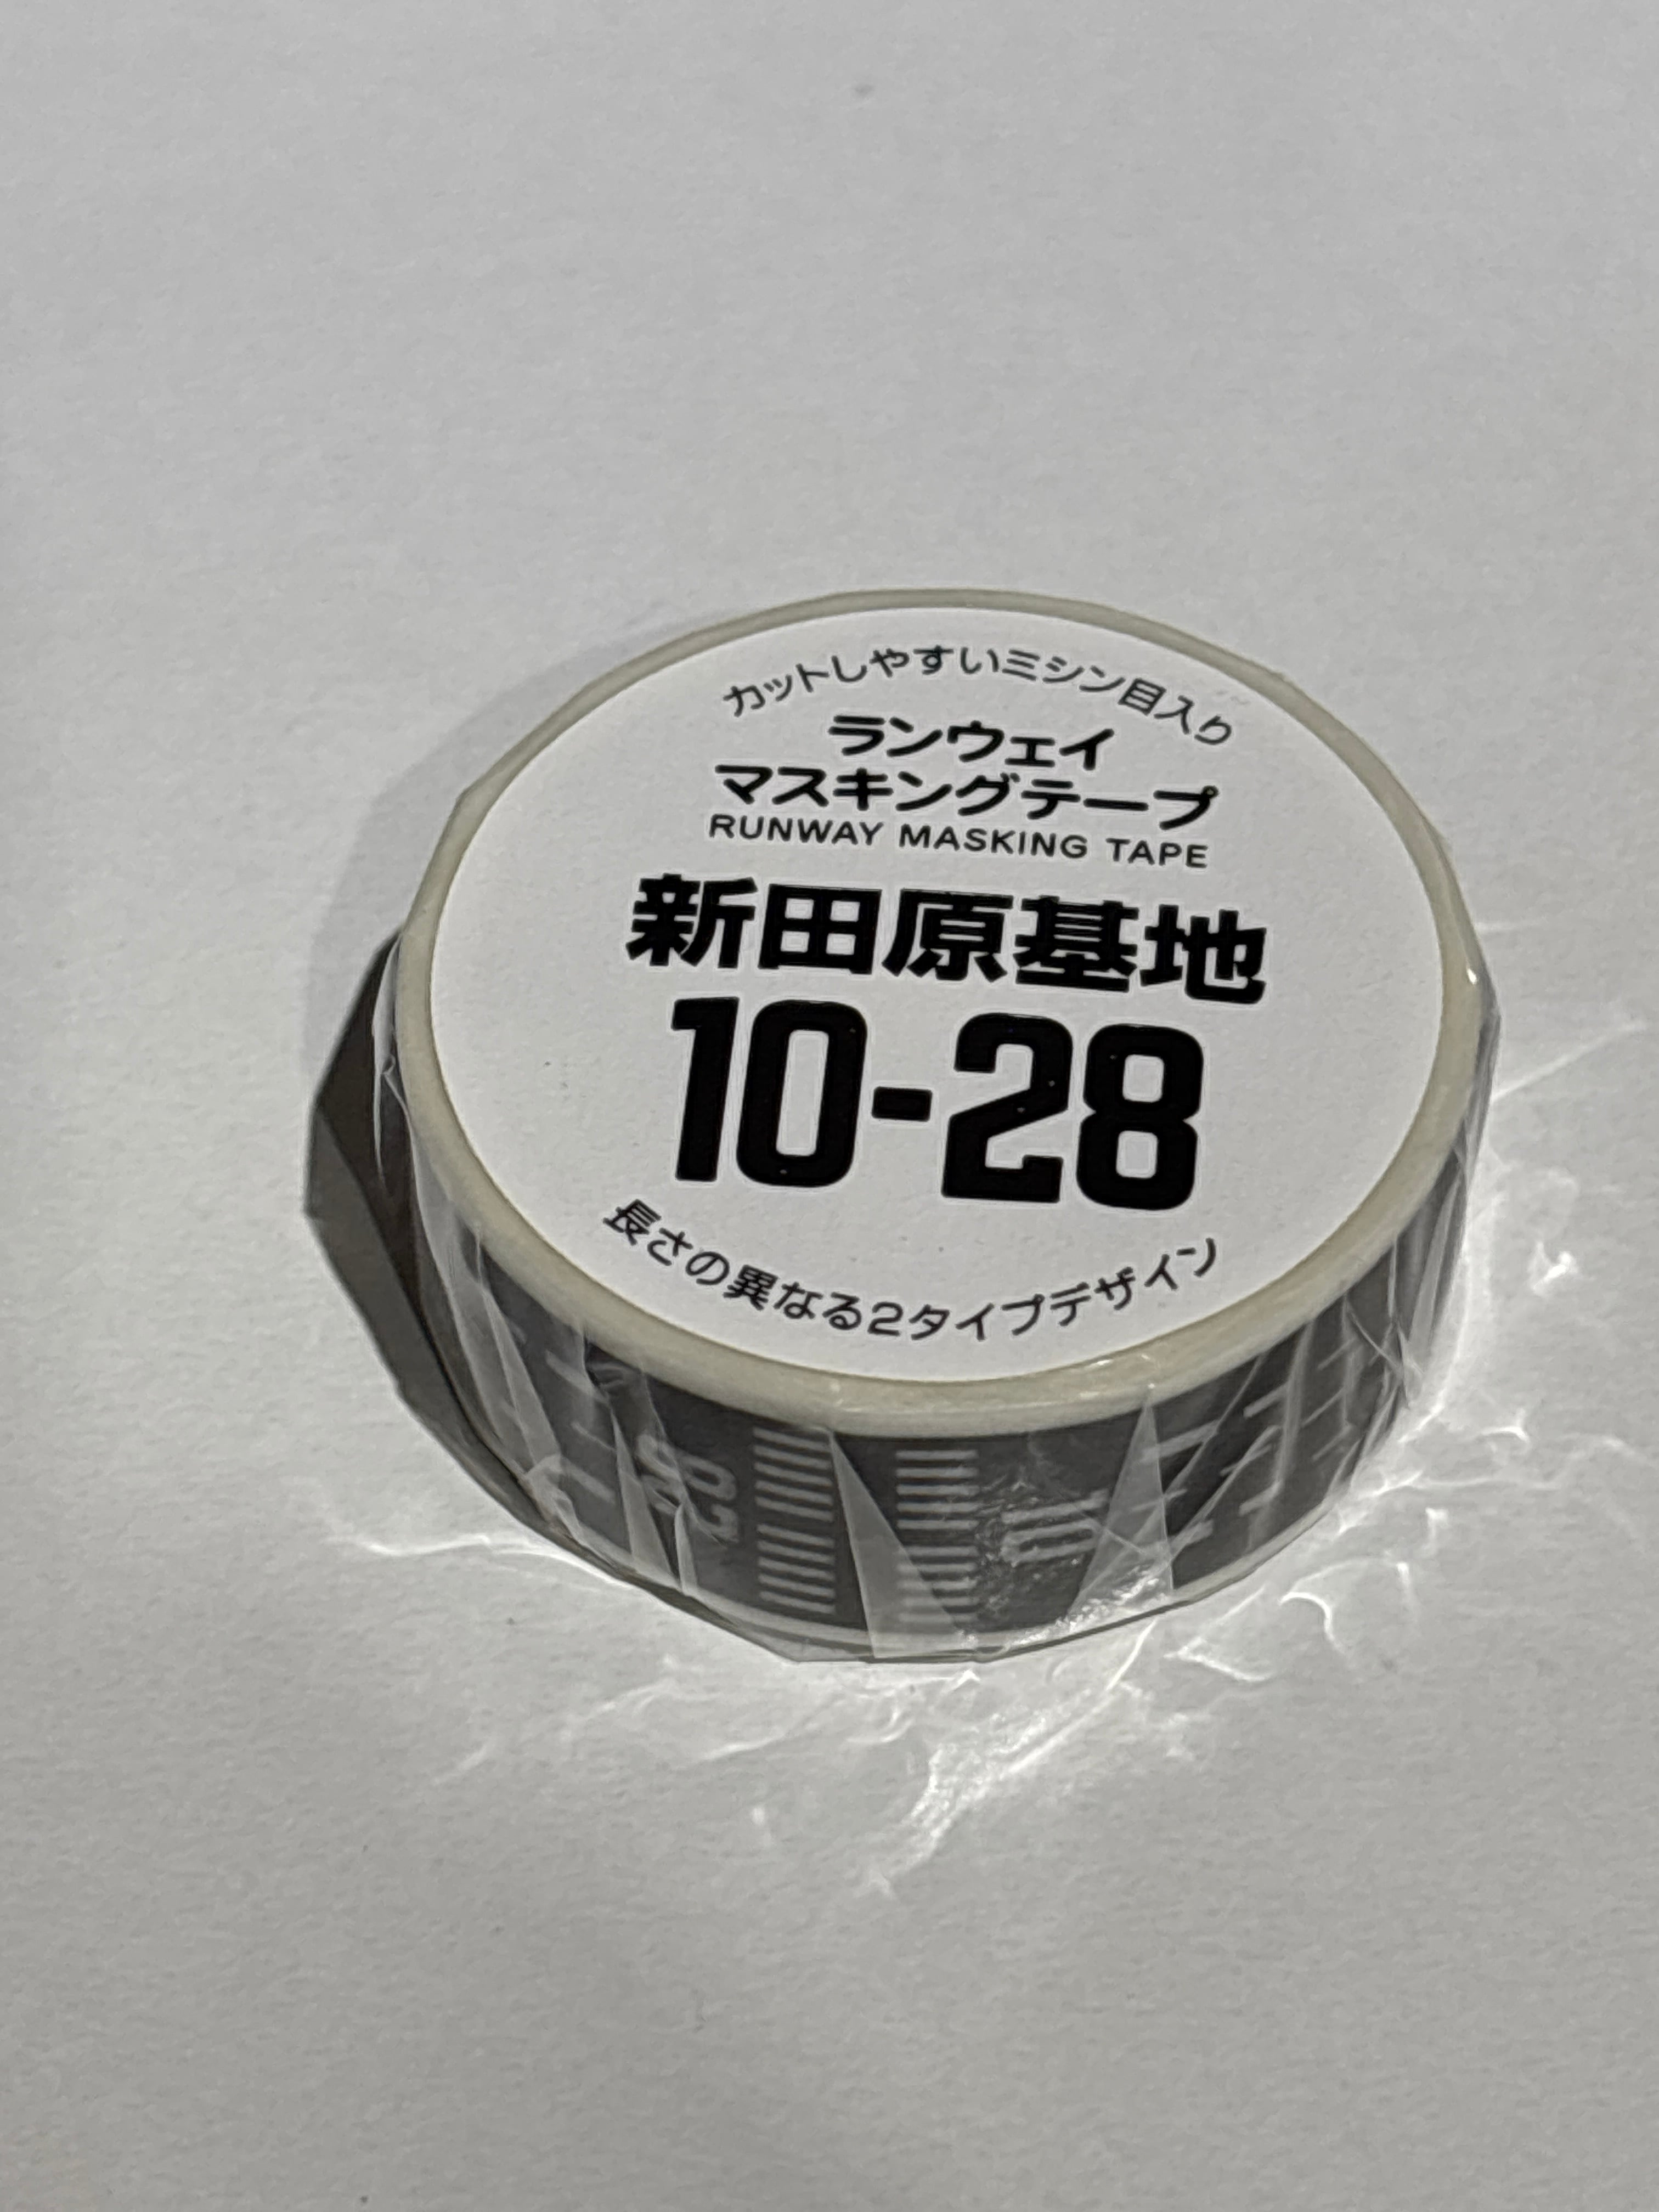 カットしやすいミシン目入り
ランウェイ
マスキングテープ
RUNWAY MASKING TAPE
新田原基地
10-28
長さの異なる2タイプデザイン
28